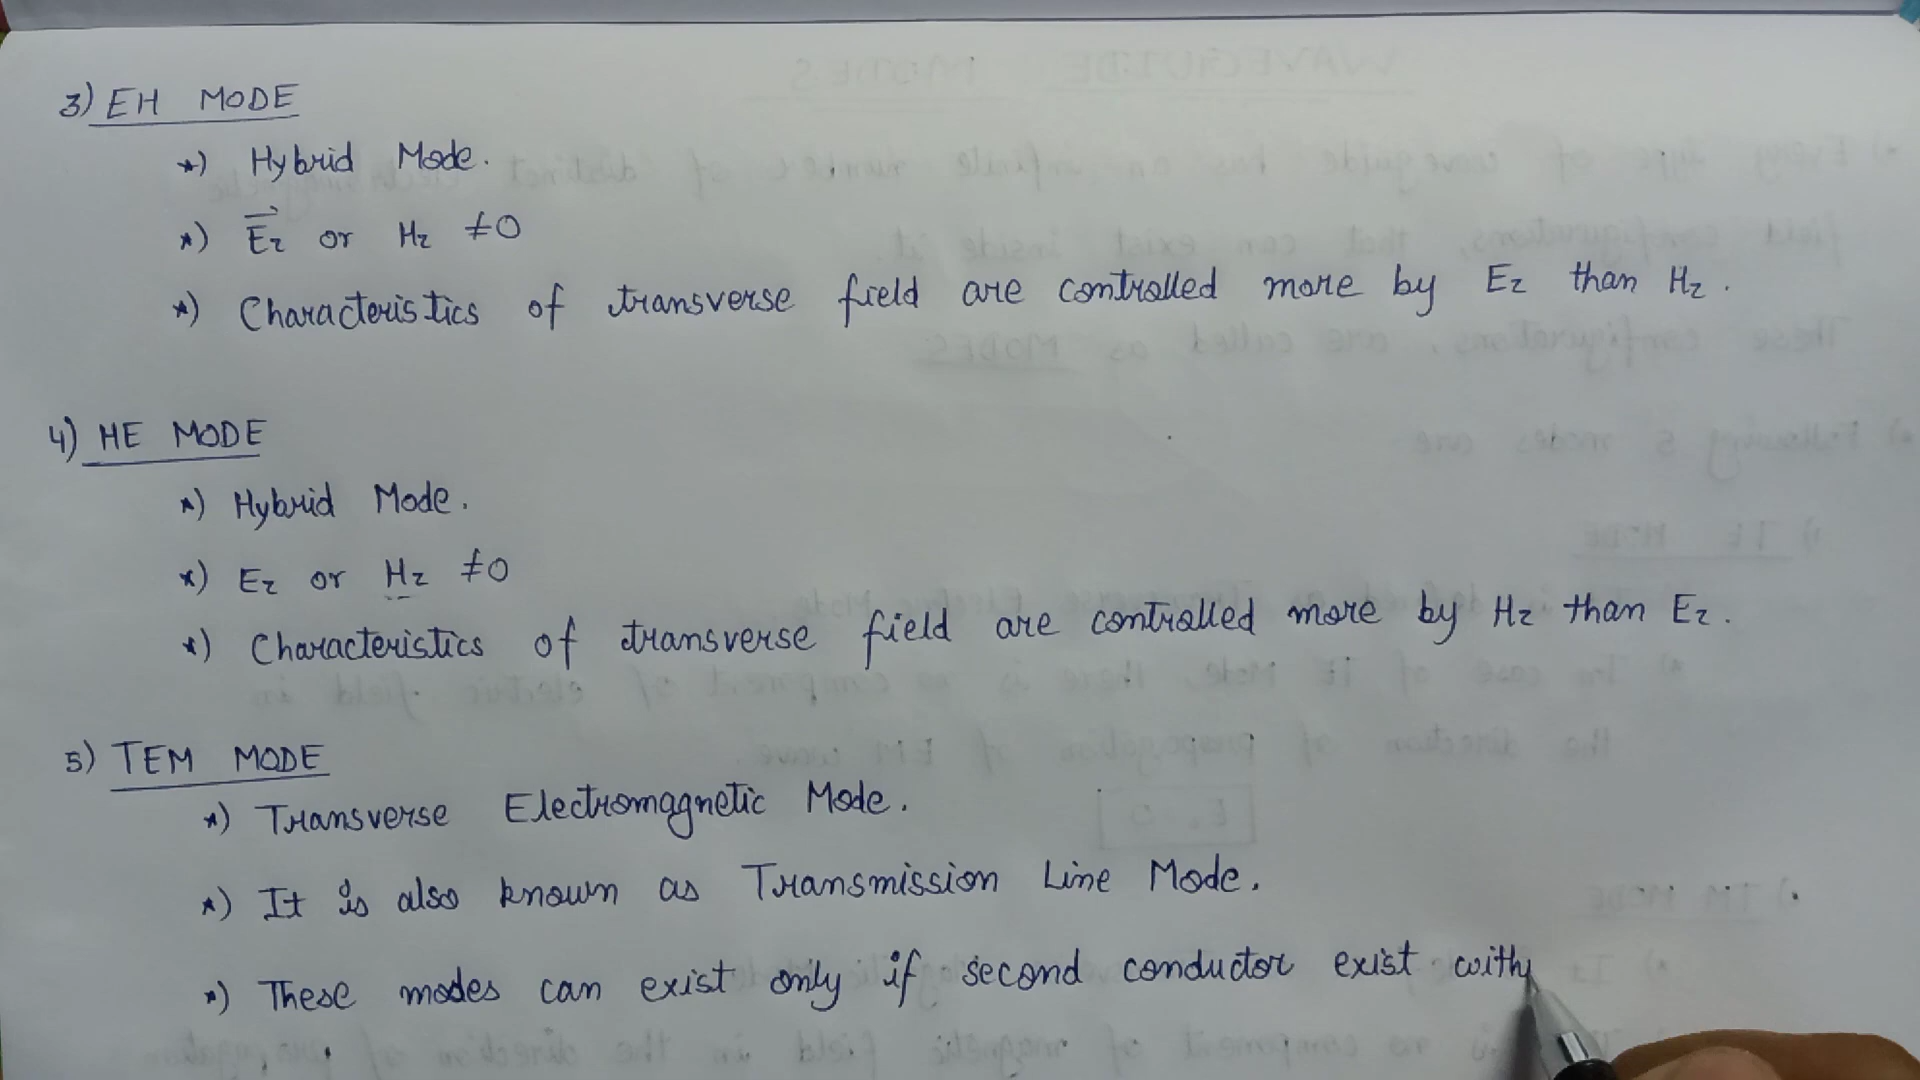 3) EH MODE
*) Hybrid Mode.
*) E⃗z or Hz ≠0
*) Characteristics of transverse field are controlled more by Ez than Hz.
4) HE MODE
*) Hybrid Mode.
*) Ez or Hz ≠0
*) Characteristics of transverse field are controlled more by Hz than Ez.
5) TEM MODE
*) Transverse Electromagnetic Mode.
*) It is also known as Transmission Line Mode.
*) These modes can exist only if second conductor exist with